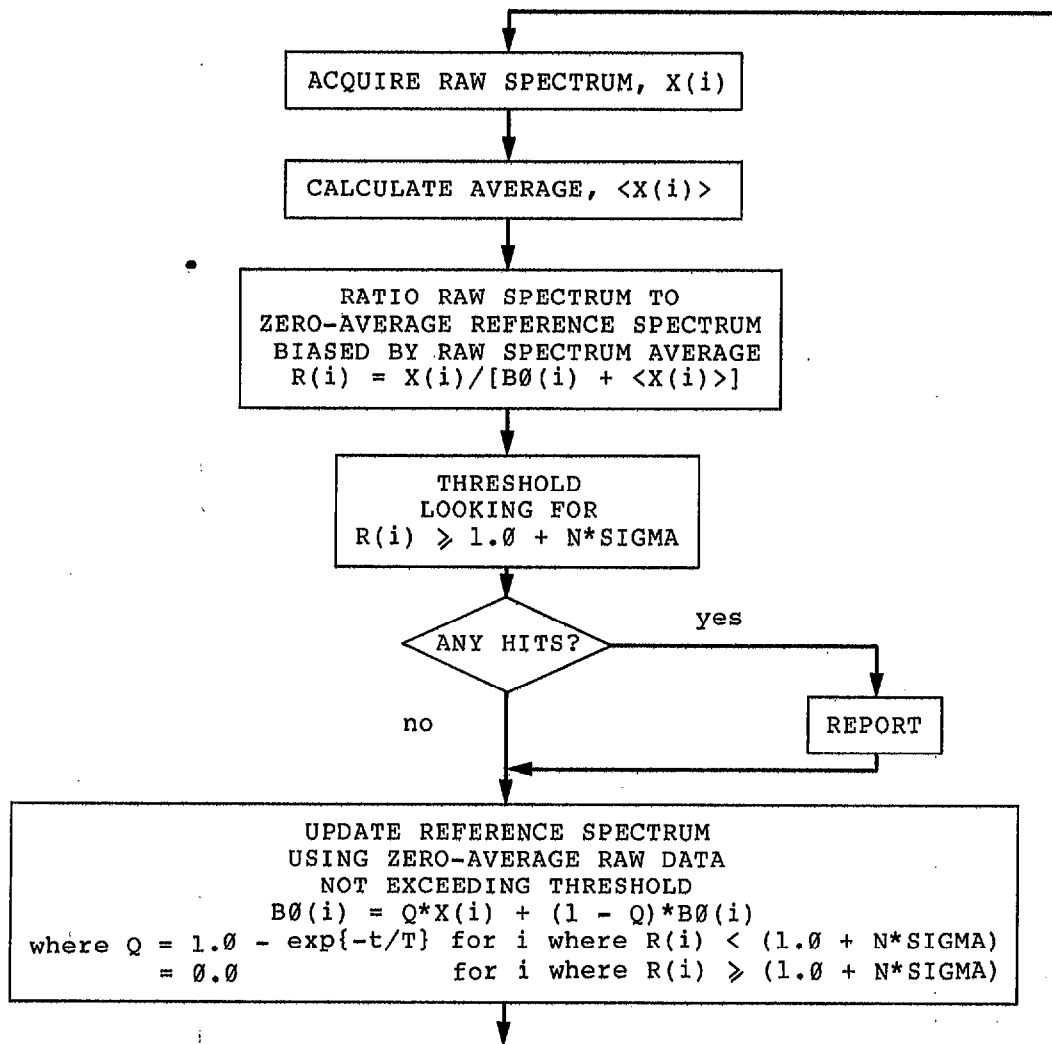 ACQUIRE RAW SPECTRUM, X(i)
CALCULATE AVERAGE, <X(i)>
RATIO RAW SPECTRUM TO
ZERO-AVERAGE REFERENCE SPECTRUM
BIASED BY RAW SPECTRUM AVERAGE
R(i) = X(i)/[BØ(i) + <X(i)>]
THRESHOLD
LOOKING FOR
R(i) ⩾ 1.Ø + N*SIGMA
ANY HITS?
yes
no
REPORT
UPDATE REFERENCE SPECTRUM
USING ZERO-AVERAGE RAW DATA
NOT EXCEEDING THRESHOLD
BØ(i) = Q*X(i) + (1 - Q)*BØ(i)
where Q = 1.Ø - exp{-t/T} for i where R(i) < (1.Ø + N*SIGMA)
= Ø.Ø for i where R(i) ⩾ (1.Ø + N*SIGMA)